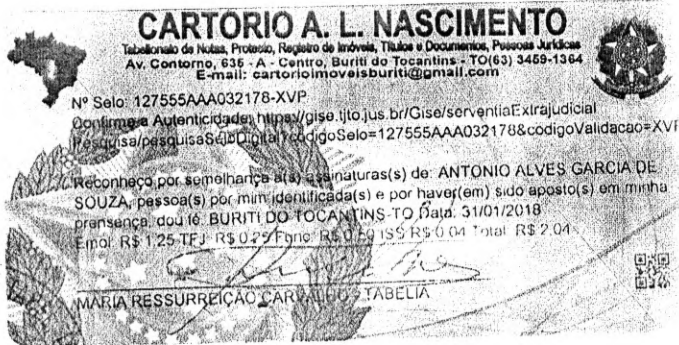 CARTÓRIO A. L. NASCIMENTO
Tabelionato de Notas, Protesto, Registro de Imóveis, Títulos e Documentos, Pessoas Jurídicas
Av. Contorno, 635 - A - Centro, Buriti do Tocantins - TO(63) 3459-1364
E-mail: cartorioimoveisburiti@gmail.com
Nº Selo: 127555AAA032178-XVP
Confirme a Autenticidade: https://gise.tjto.jus.br/Gise/serventiaExtrajudicial
Pesquisa/pesquisaSeloDigital?codigoSelo=127555AAA032178&codigoValidacao=XVP
Reconheço por semelhança a(s) assinaturas(s) de: ANTONIO ALVES GARCIA DE
SOUZA, pessoa(s) por mim identificada(s) e por haver(em) sido aposto(s) em minha
prensença, dou fé. BURITI DO TOCANTINS-TO Data: 31/01/2018
Emol: R$ 1,25 TFJ: R$ 0,25 Func: R$ 0,50 ISS R$ 0,04 Total: R$ 2,04
MARIA RESSURREIÇÃO CARVALHO - TABELIA